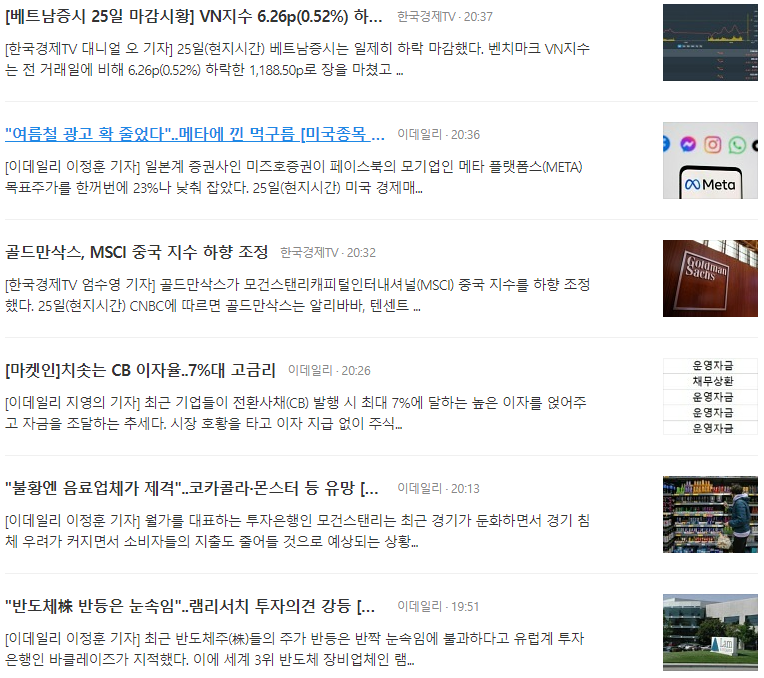 [베트남증시 25일 마감시황] VN지수 6.26p(0.52%) 하... 한국경제TV · 20:37
[한국경제TV 대니얼 오 기자] 25일(현지시간) 베트남증시는 일제히 하락 마감했다. 벤치마크 VN지수
는 전 거래일에 비해 6.26p(0.52%) 하락한 1,188.50p로 장을 마쳤고 ...
"여름철 광고 확 줄었다"..메타에 낀 먹구름 [미국종목 ... 이데일리 · 20:36
[이데일리 이정훈 기자] 일본계 증권사인 미즈호증권이 페이스북의 모기업인 메타 플랫폼스(META)
목표주가를 한꺼번에 23%나 낮춰 잡았다. 25일(현지시간) 미국 경제매...
Meta
골드만삭스, MSCI 중국 지수 하향 조정 한국경제TV · 20:32
[한국경제TV 엄수영 기자] 골드만삭스가 모건스탠리캐피털인터내셔널(MSCI) 중국 지수를 하향 조정
했다. 25일(현지시간) CNBC에 따르면 골드만삭스는 알리바바, 텐센트 ...
Goldman
Sachs
[마켓인]치솟는 CB 이자율..7%대 고금리 이데일리 · 20:26
[이데일리 지영의 기자] 최근 기업들이 전환사채(CB) 발행 시 최대 7%에 달하는 높은 이자를 얹어주
고 자금을 조달하는 추세다. 시장 호황을 타고 이자 지급 없이 주식...
운영자금
채무상환
운영자금
운영자금
운영자금
"불황엔 음료업체가 제격"..코카콜라·몬스터 등 유망 [... 이데일리 · 20:13
[이데일리 이정훈 기자] 월가를 대표하는 투자은행인 모건스탠리는 최근 경기가 둔화하면서 경기 침
체 우려가 커지면서 소비자들의 지출도 줄어들 것으로 예상되는 상황...
"반도체株 반등은 눈속임"..램리서치 투자의견 강등 [... 이데일리 · 19:51
[이데일리 이정훈 기자] 최근 반도체주(株)들의 주가 반등은 반짝 눈속임에 불과하다고 유럽계 투자
은행인 바클레이즈가 지적했다. 이에 세계 3위 반도체 장비업체인 램...
Lam